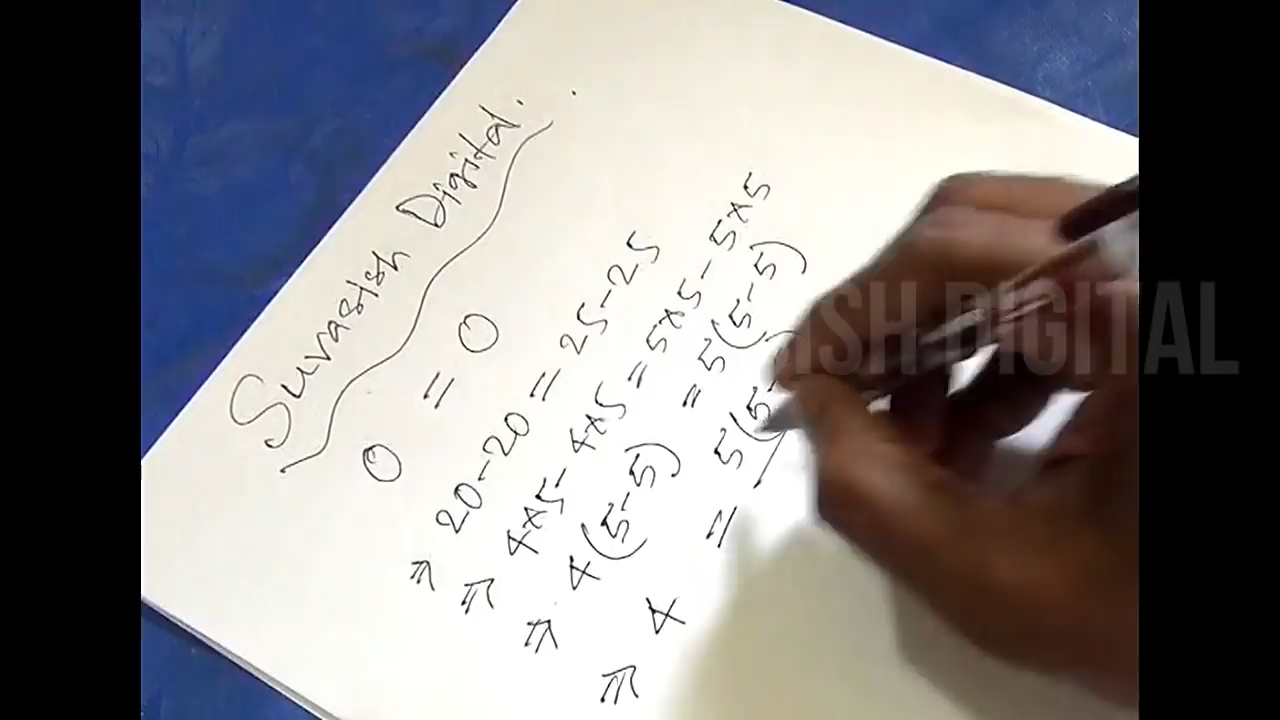 Suvasish Digital.
0 = 0
⇒ 20-20 = 25-25
⇒ 4×5-4×5 = 5×5-5×5
⇒ 4(5-5) = 5(5-5)
⇒ 4 = 5(5-
ISH DIGITAL